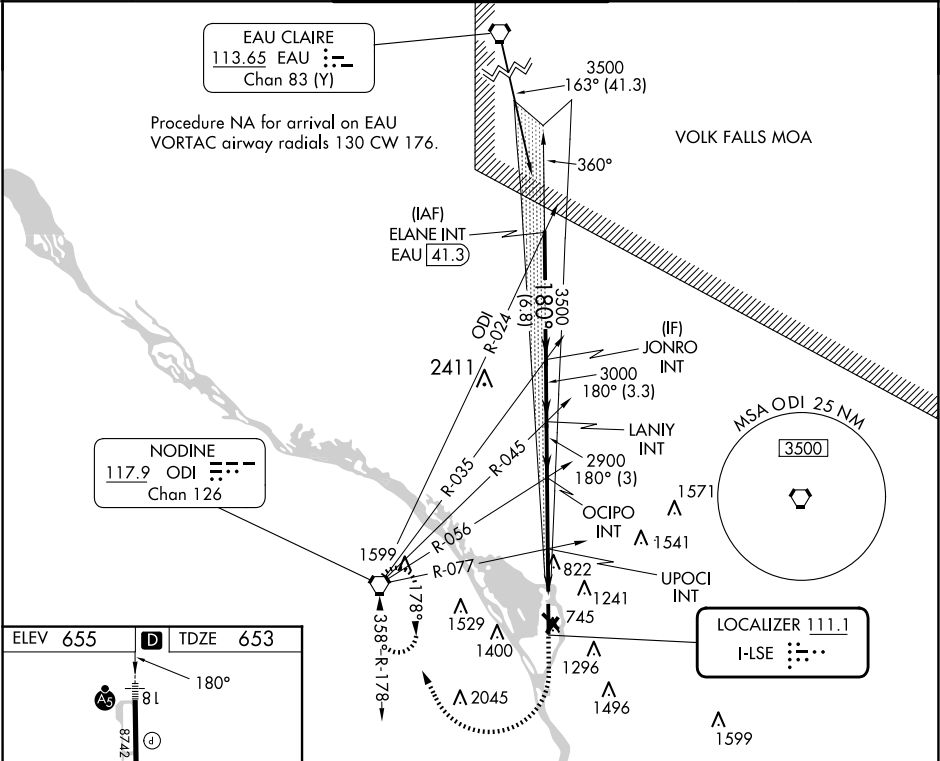 EAU CLAIRE
113.65 EAU
Chan 83 (Y)
3500
163° (41.3)
Procedure NA for arrival on EAU
VORTAC airway radials 130 CW 176.
VOLK FALLS MOA
360°
(IAF)
ELANE INT
EAU 41.3
180°
3500
(6.8)
ODI
R-024
(IF)
JONRO
INT
2411
3000
180° (3.3)
MSA ODI 25 NM
3500
LANIY
INT
NODINE
117.9 ODI
Chan 126
R-035
R-045
2900
180° (3)
R-056
OCIPO
INT
1571
1541
1599
R-077
822
UPOCI
INT
1241
178°
358°
R-178
1529
745
1400
LOCALIZER 111.1
I-LSE
1296
2045
1496
1599
ELEV 655
D
TDZE 653
180°
A5
18
8742
P